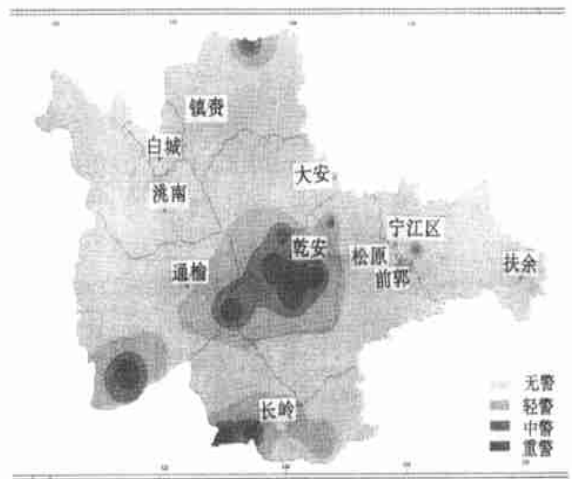 镇赉
白城
大安
洮南
宁江区
乾安
松原
扶余
通榆
前郭
长岭
无警
轻警
中警
重警